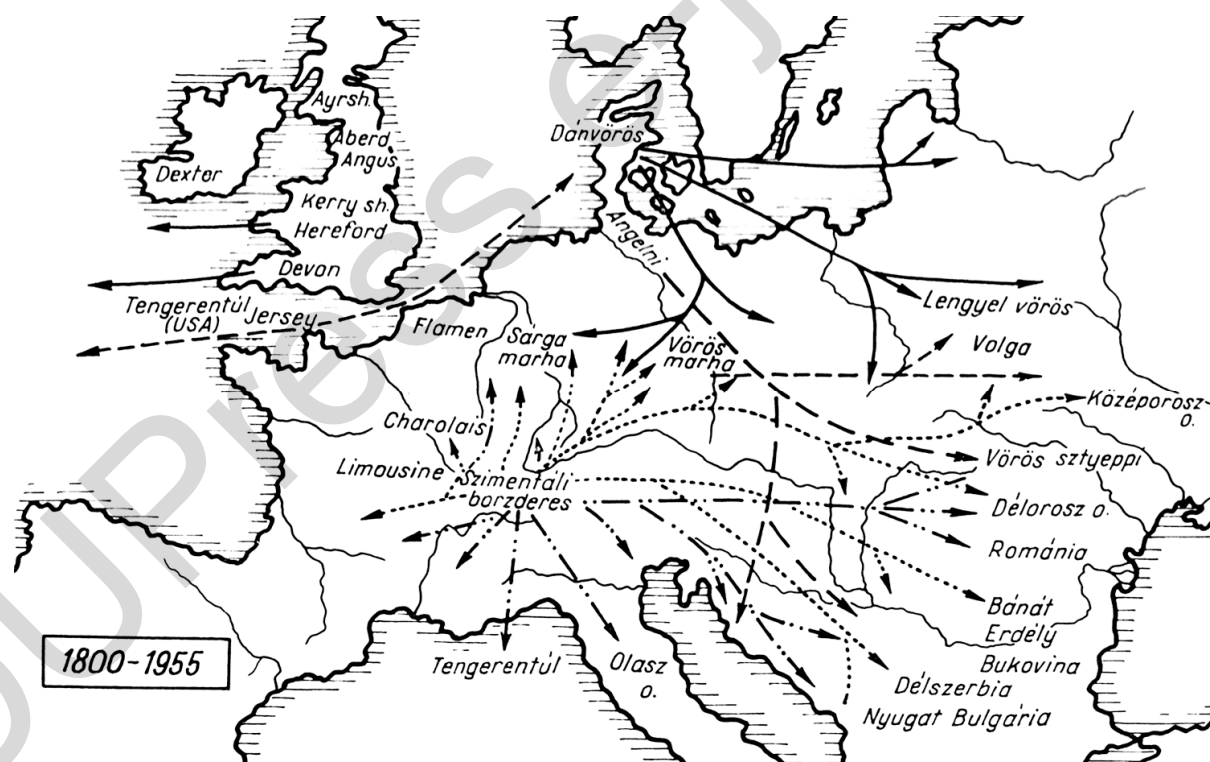 Ayrsh.
Aberd
Angus
Dexter
Kerry sh.
Hereford
Devon
Tengerentúl
(USA)
Jersey
Dánvörös
Angelni
Flamen
Sárga
marha
Vörös
marha
Lengyel vörös
Volga
Középorosz-
o.
Charolais
Limousine
Szimentáli
borzderes
Vörös sztyeppi
Délorosz o.
Románia
Bánát
Erdély
Bukovina
Délszerbia
Nyugat Bulgária
Tengerentúl
Olasz
o.
1800-1955
UPress